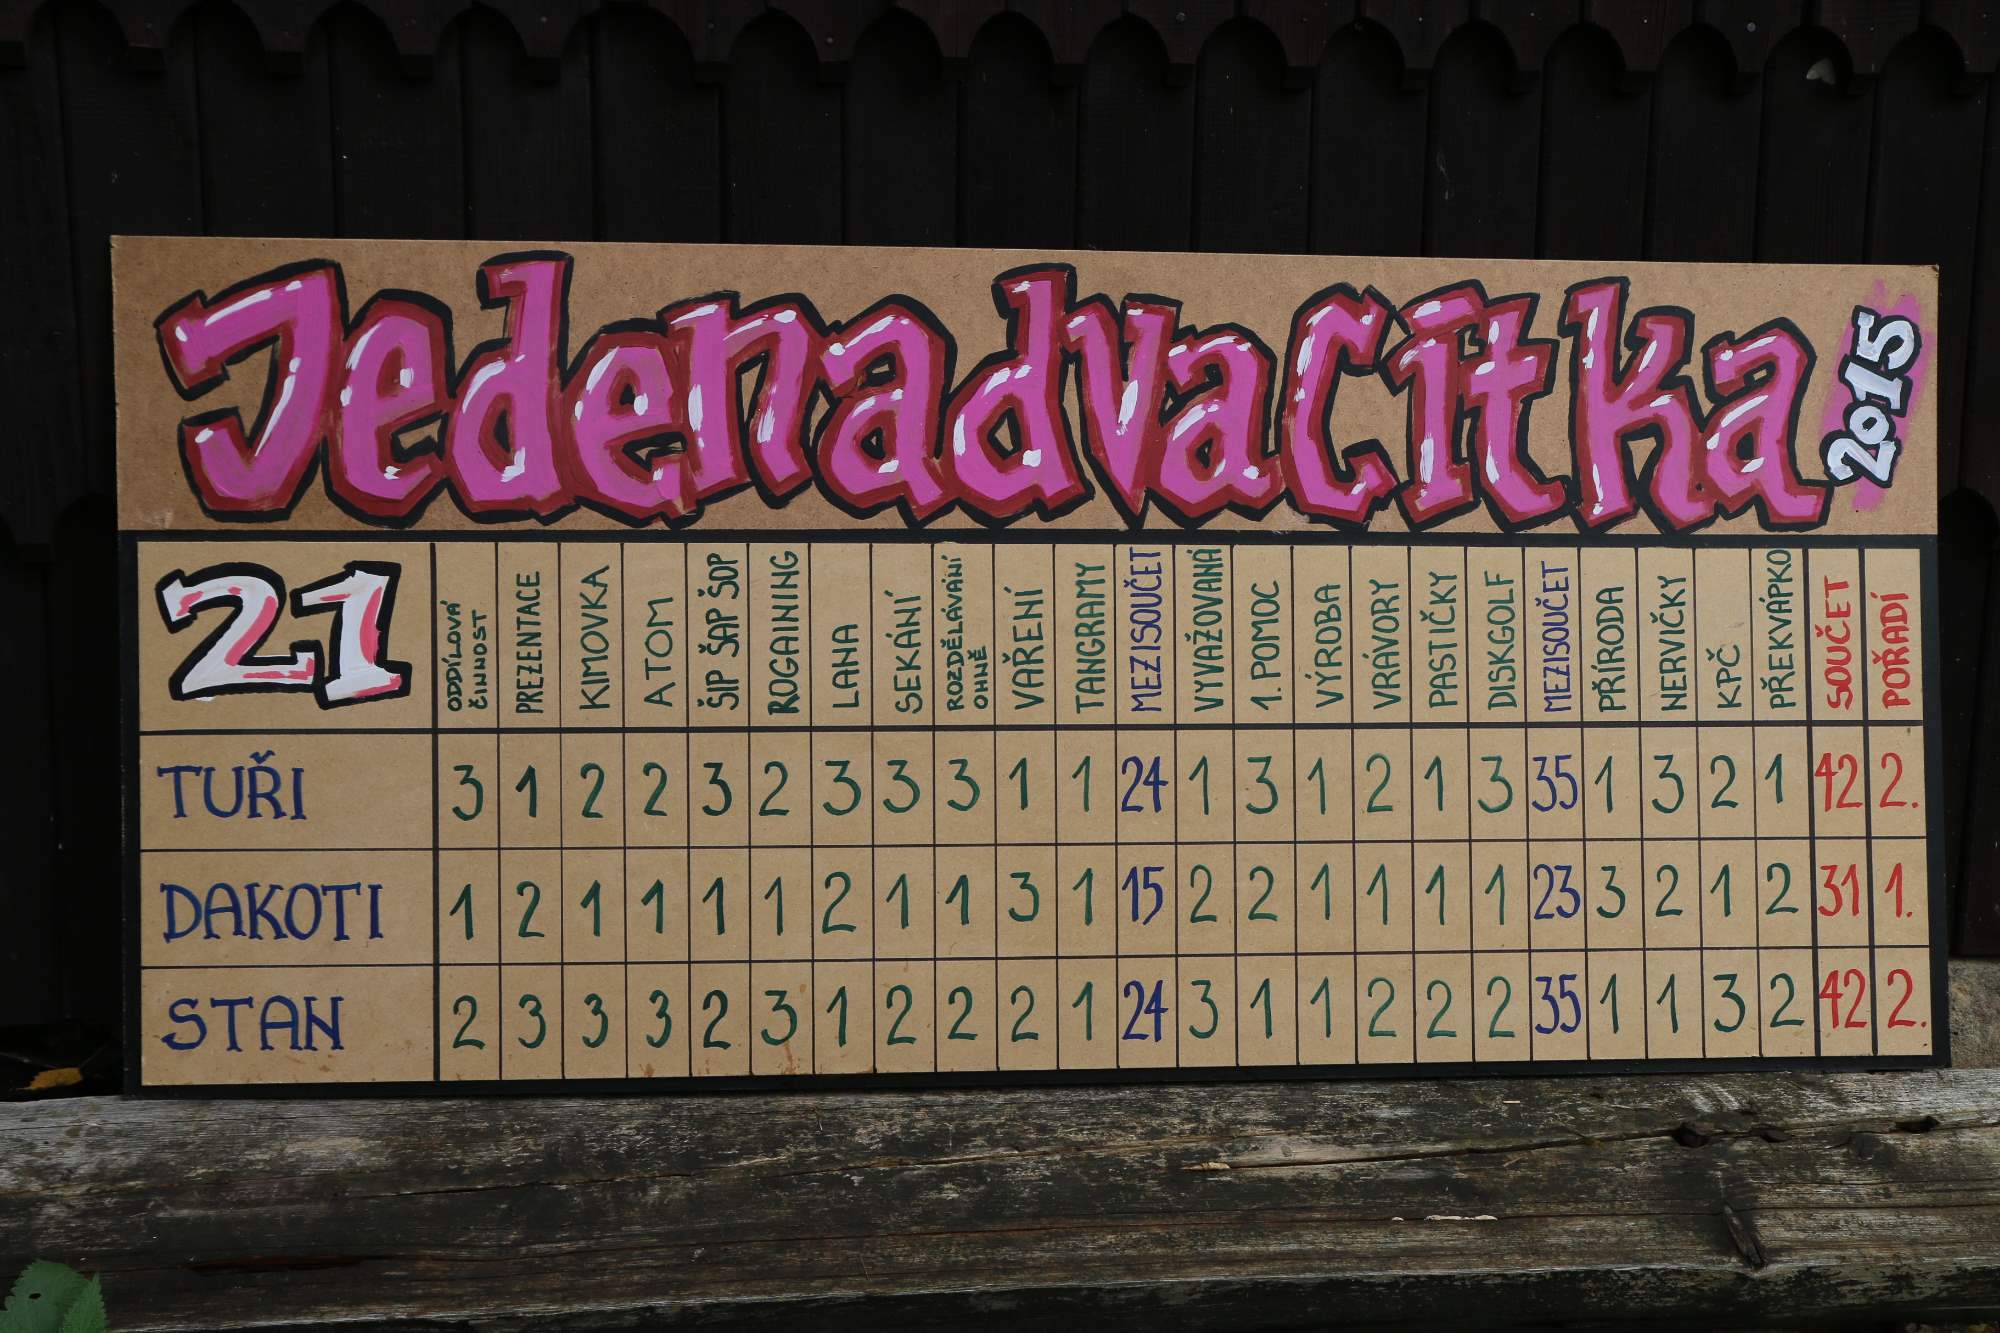 Jedenadvacítka 2015
21 ODDÍLOVÁ ČINNOST PREZENTACE KIMOVKA ATOM ŠIP ŠAP ŠOP ROGAINING LANA SEKÁNÍ ROZDĚLÁVÁNÍ OHNĚ VAŘENÍ TANGRAMY MEZISOUČET VYVAŽOVANÁ 1. POMOC VÝROBA VRÁVORY PASTIČKY DISKGOLF MEZISOUČET PŘÍRODA NERVIČKY KPČ PŘEKVÁPKO SOUČET POŘADÍ
TUŘI 3 1 2 2 3 2 3 3 3 1 1 24 1 3 1 2 1 3 35 1 3 2 1 42 2.
DAKOTI 1 2 1 1 1 1 2 1 1 3 1 15 2 2 1 1 1 1 23 3 2 1 2 31 1.
STAN 2 3 3 3 2 3 1 2 2 2 1 24 3 1 1 2 2 2 35 1 1 3 2 42 2.